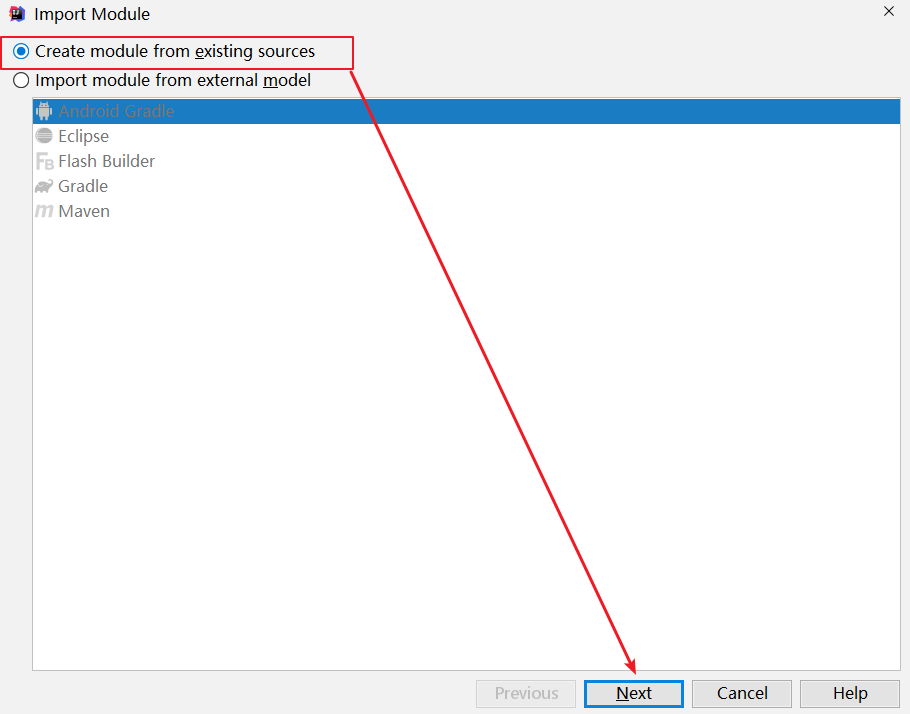 Import Module
Create module from existing sources
Import module from external model
Android Gradle
Eclipse
Flash Builder
Gradle
Maven
Previous
Next
Cancel
Help